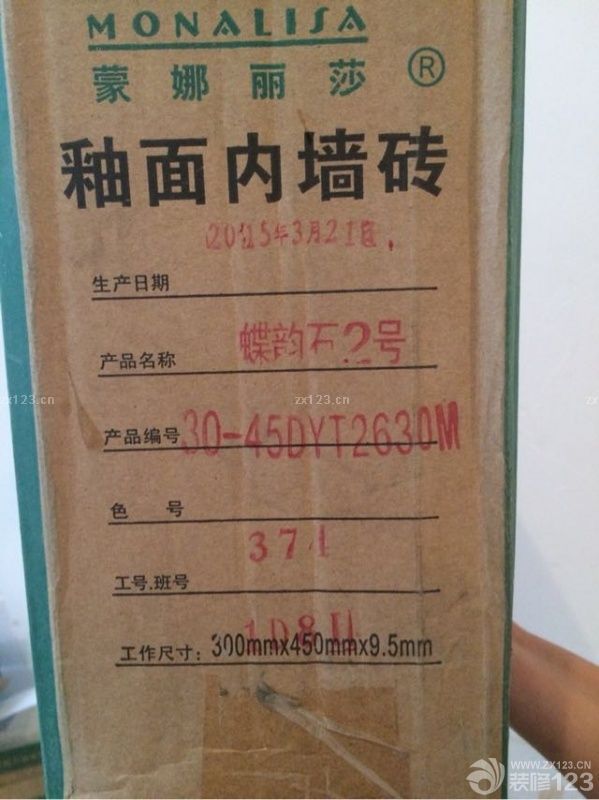 MONALISA
蒙娜丽莎®
釉面内墙砖
2015年3月21日
生产日期
蝶韵石2号
产品名称
产品编号 30-45DYT2630M
色 号
371
工号.班号
工作尺寸：300mmx450mmx9.5mm
zx123.cn
zx123.cn
WWW.ZX123.CN
装修123